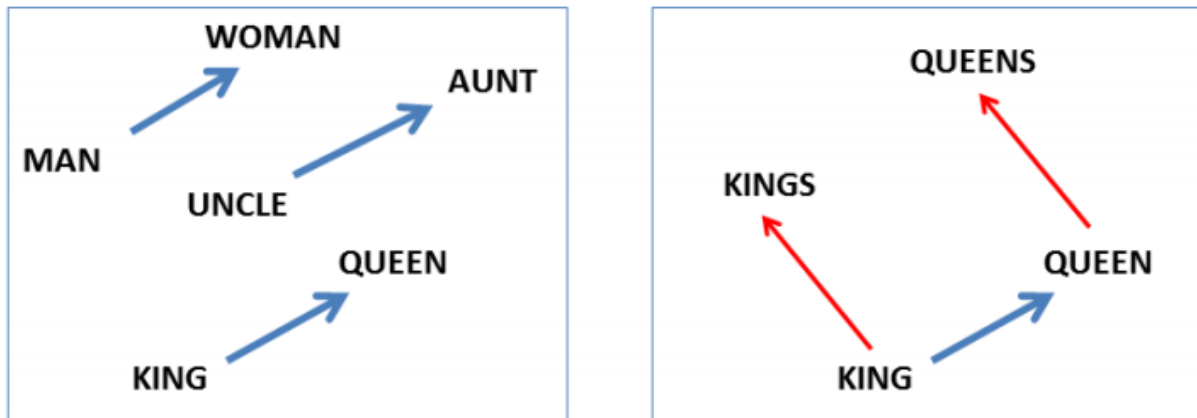 WOMAN
AUNT
MAN
UNCLE
QUEEN
KING
QUEENS
KINGS
QUEEN
KING